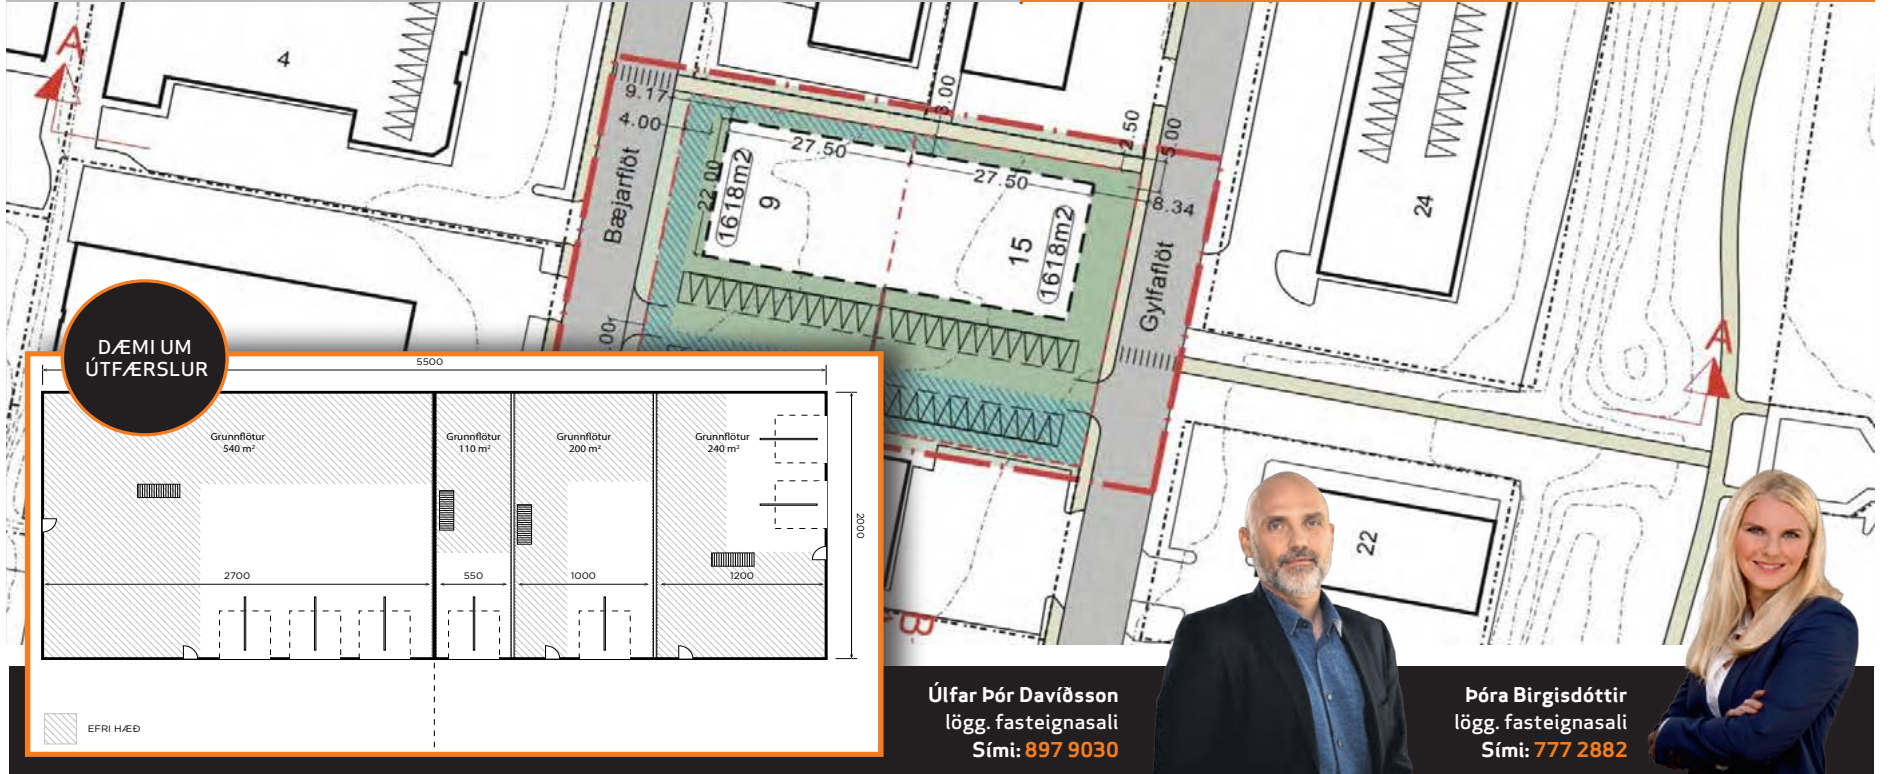 A
4
9.17
4.00
3.00
2.50
5.00
27.50
27.50
22.00
1618m2
9
15
1618m2
8.34
Bæjarflöt
Gylfaflöt
24
A
22
B
DÆMI UM
ÚTFÆRSLUR
5500
Grunnflötur
540 m²
Grunnflötur
110 m²
Grunnflötur
200 m²
Grunnflötur
240 m²
2000
2700
550
1000
1200
EFRI HÆÐ
Úlfar Þór Davíðsson
lögg. fasteignasali
Sími: 897 9030
Þóra Birgisdóttir
lögg. fasteignasali
Sími: 777 2882